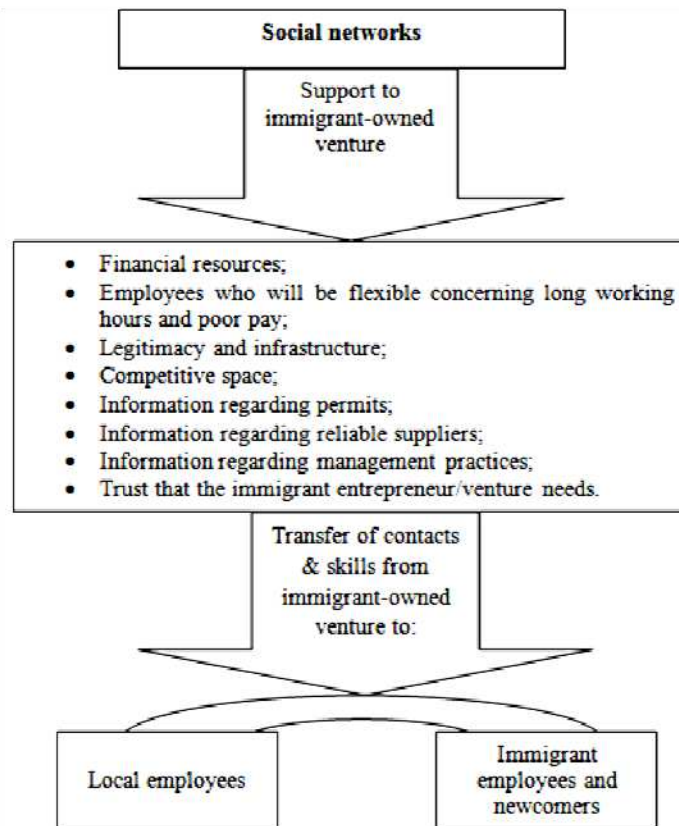 Social networks
Support to
immigrant-owned
venture
• Financial resources;
• Employees who will be flexible concerning long working
hours and poor pay;
• Legitimacy and infrastructure;
• Competitive space;
• Information regarding permits;
• Information regarding reliable suppliers;
• Information regarding management practices;
• Trust that the immigrant entrepreneur/venture needs.
Transfer of contacts
& skills from
immigrant-owned
venture to:
Local employees
Immigrant
employees and
newcomers